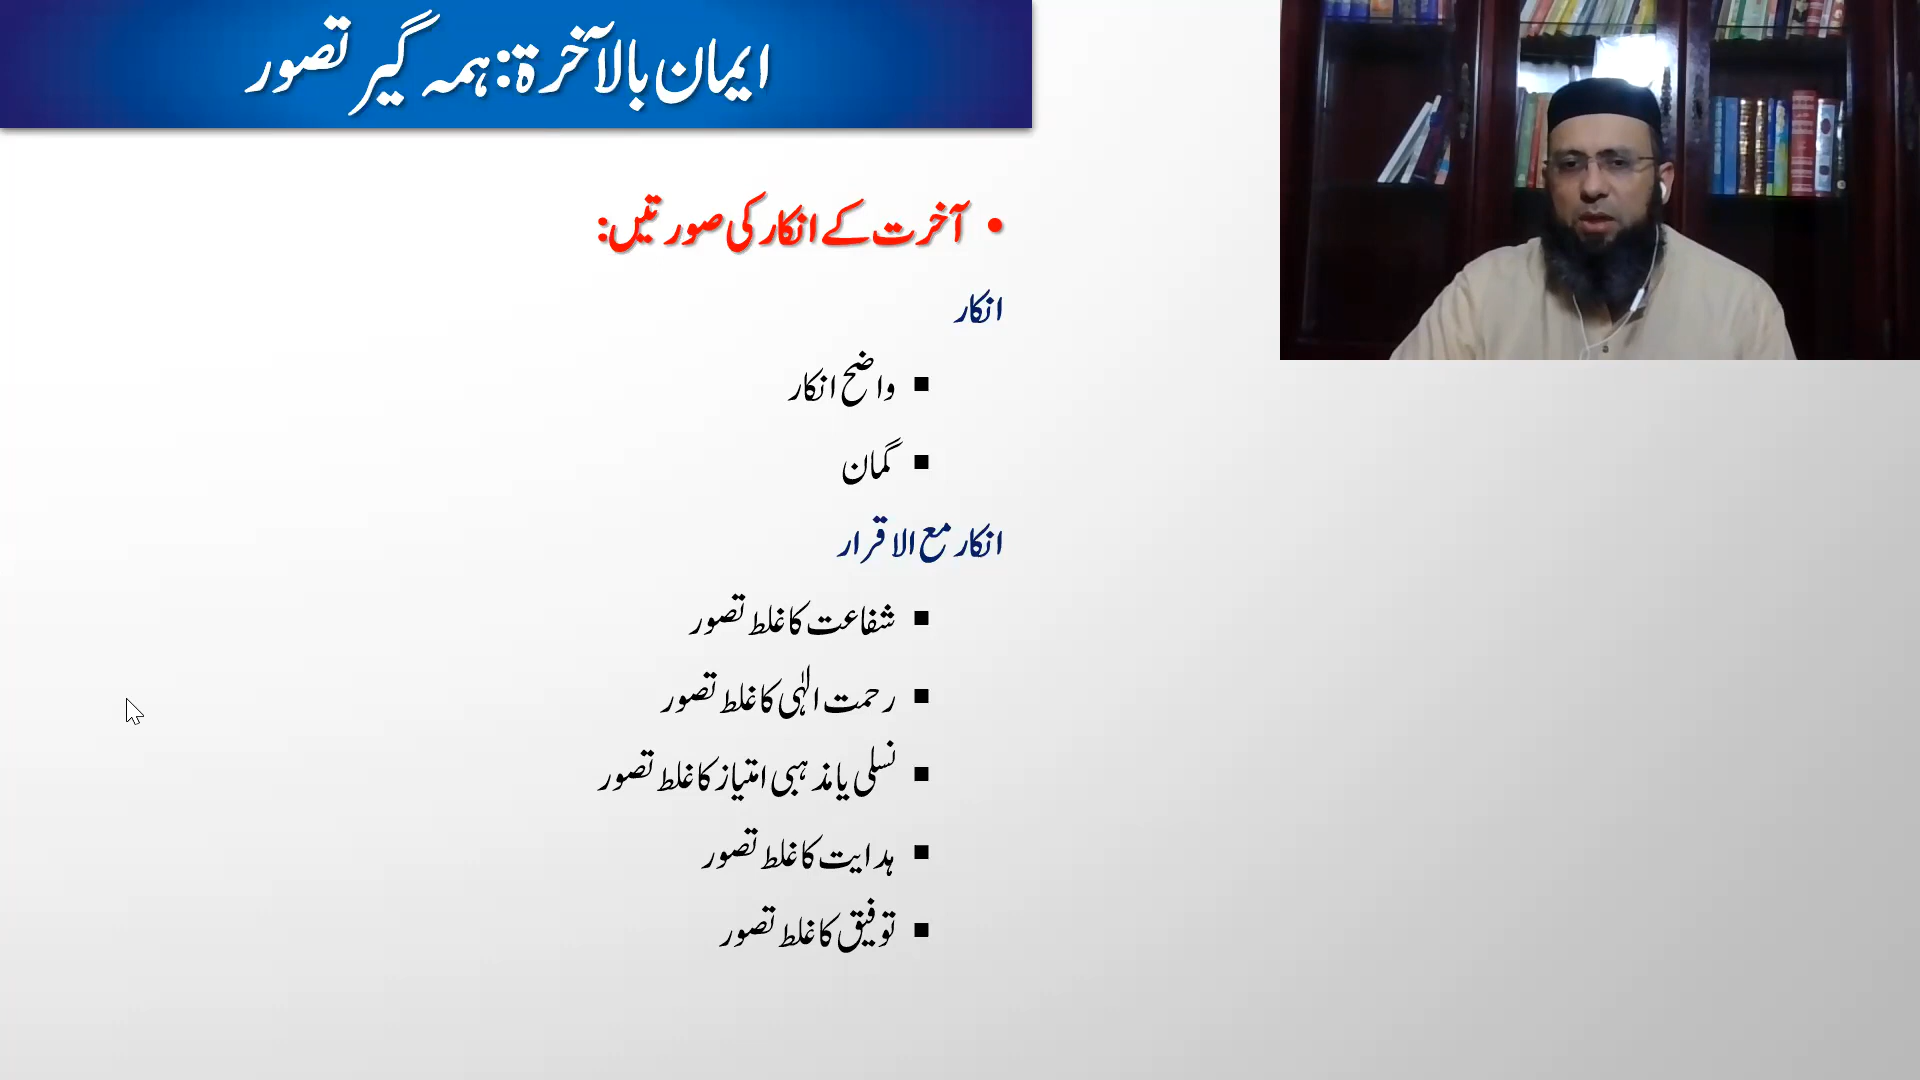 ایمان بالآخرۃ: ہمہ گیر تصور
• آخرت کے انکار کی صورتیں:
انکار
▪ واضح انکار
▪ گمان
انکار مع الاقرار
▪ شفاعت کا غلط تصور
▪ رحمت الٰہی کا غلط تصور
▪ نسلی یا مذہبی امتیاز کا غلط تصور
▪ ہدایت کا غلط تصور
▪ توفیق کا غلط تصور